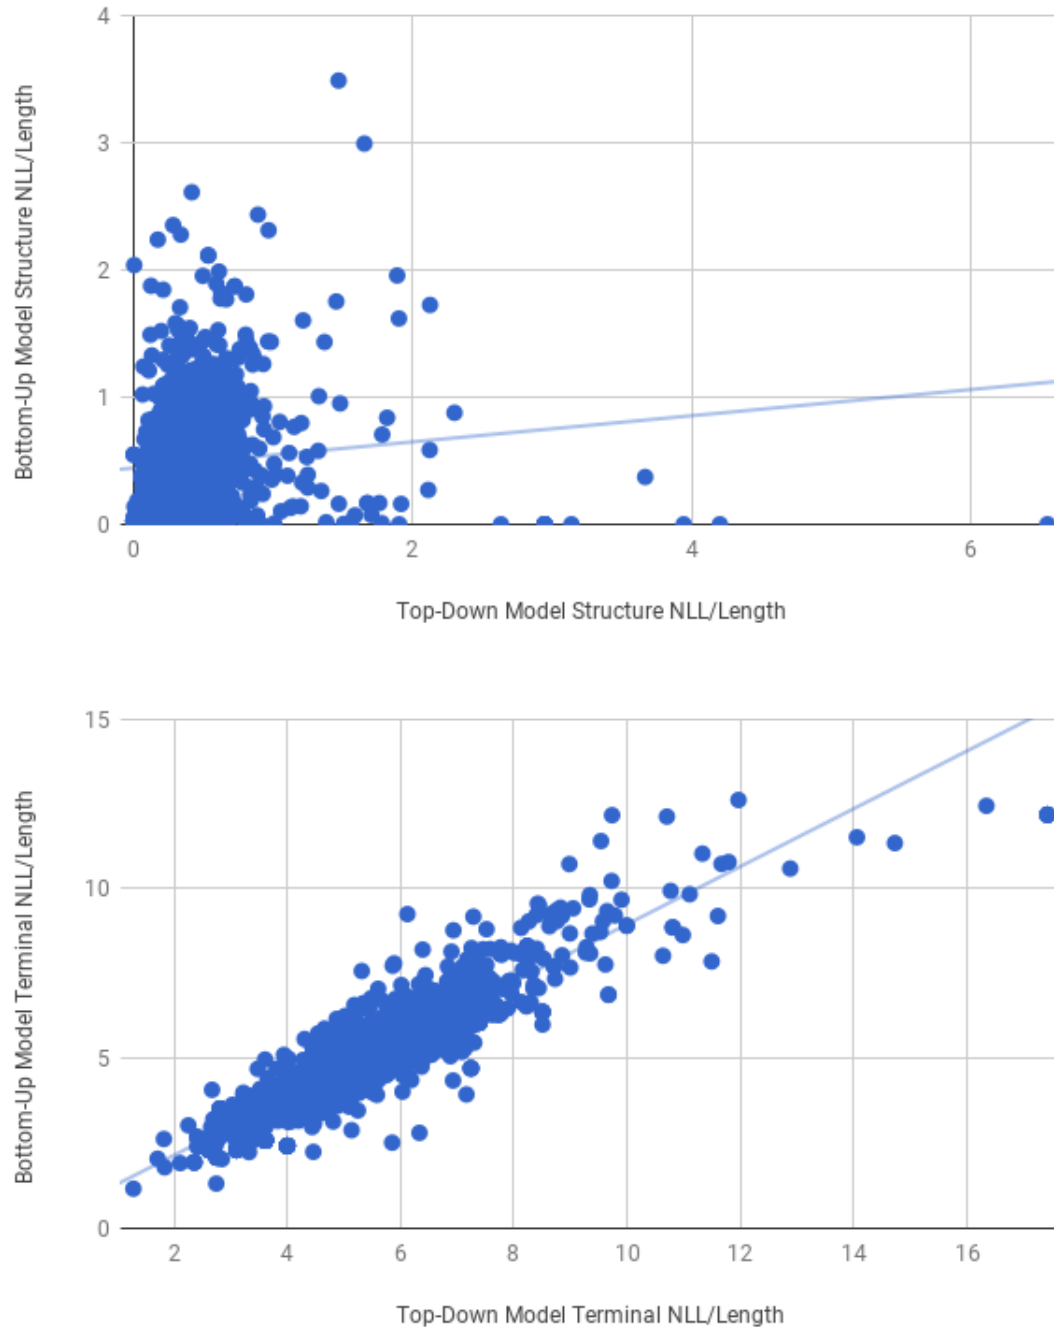 4
3
2
1
0
Bottom-Up Model Structure NLL/Length
0 2 4 6
Top-Down Model Structure NLL/Length
15
10
5
0
Bottom-Up Model Terminal NLL/Length
2 4 6 8 10 12 14 16
Top-Down Model Terminal NLL/Length